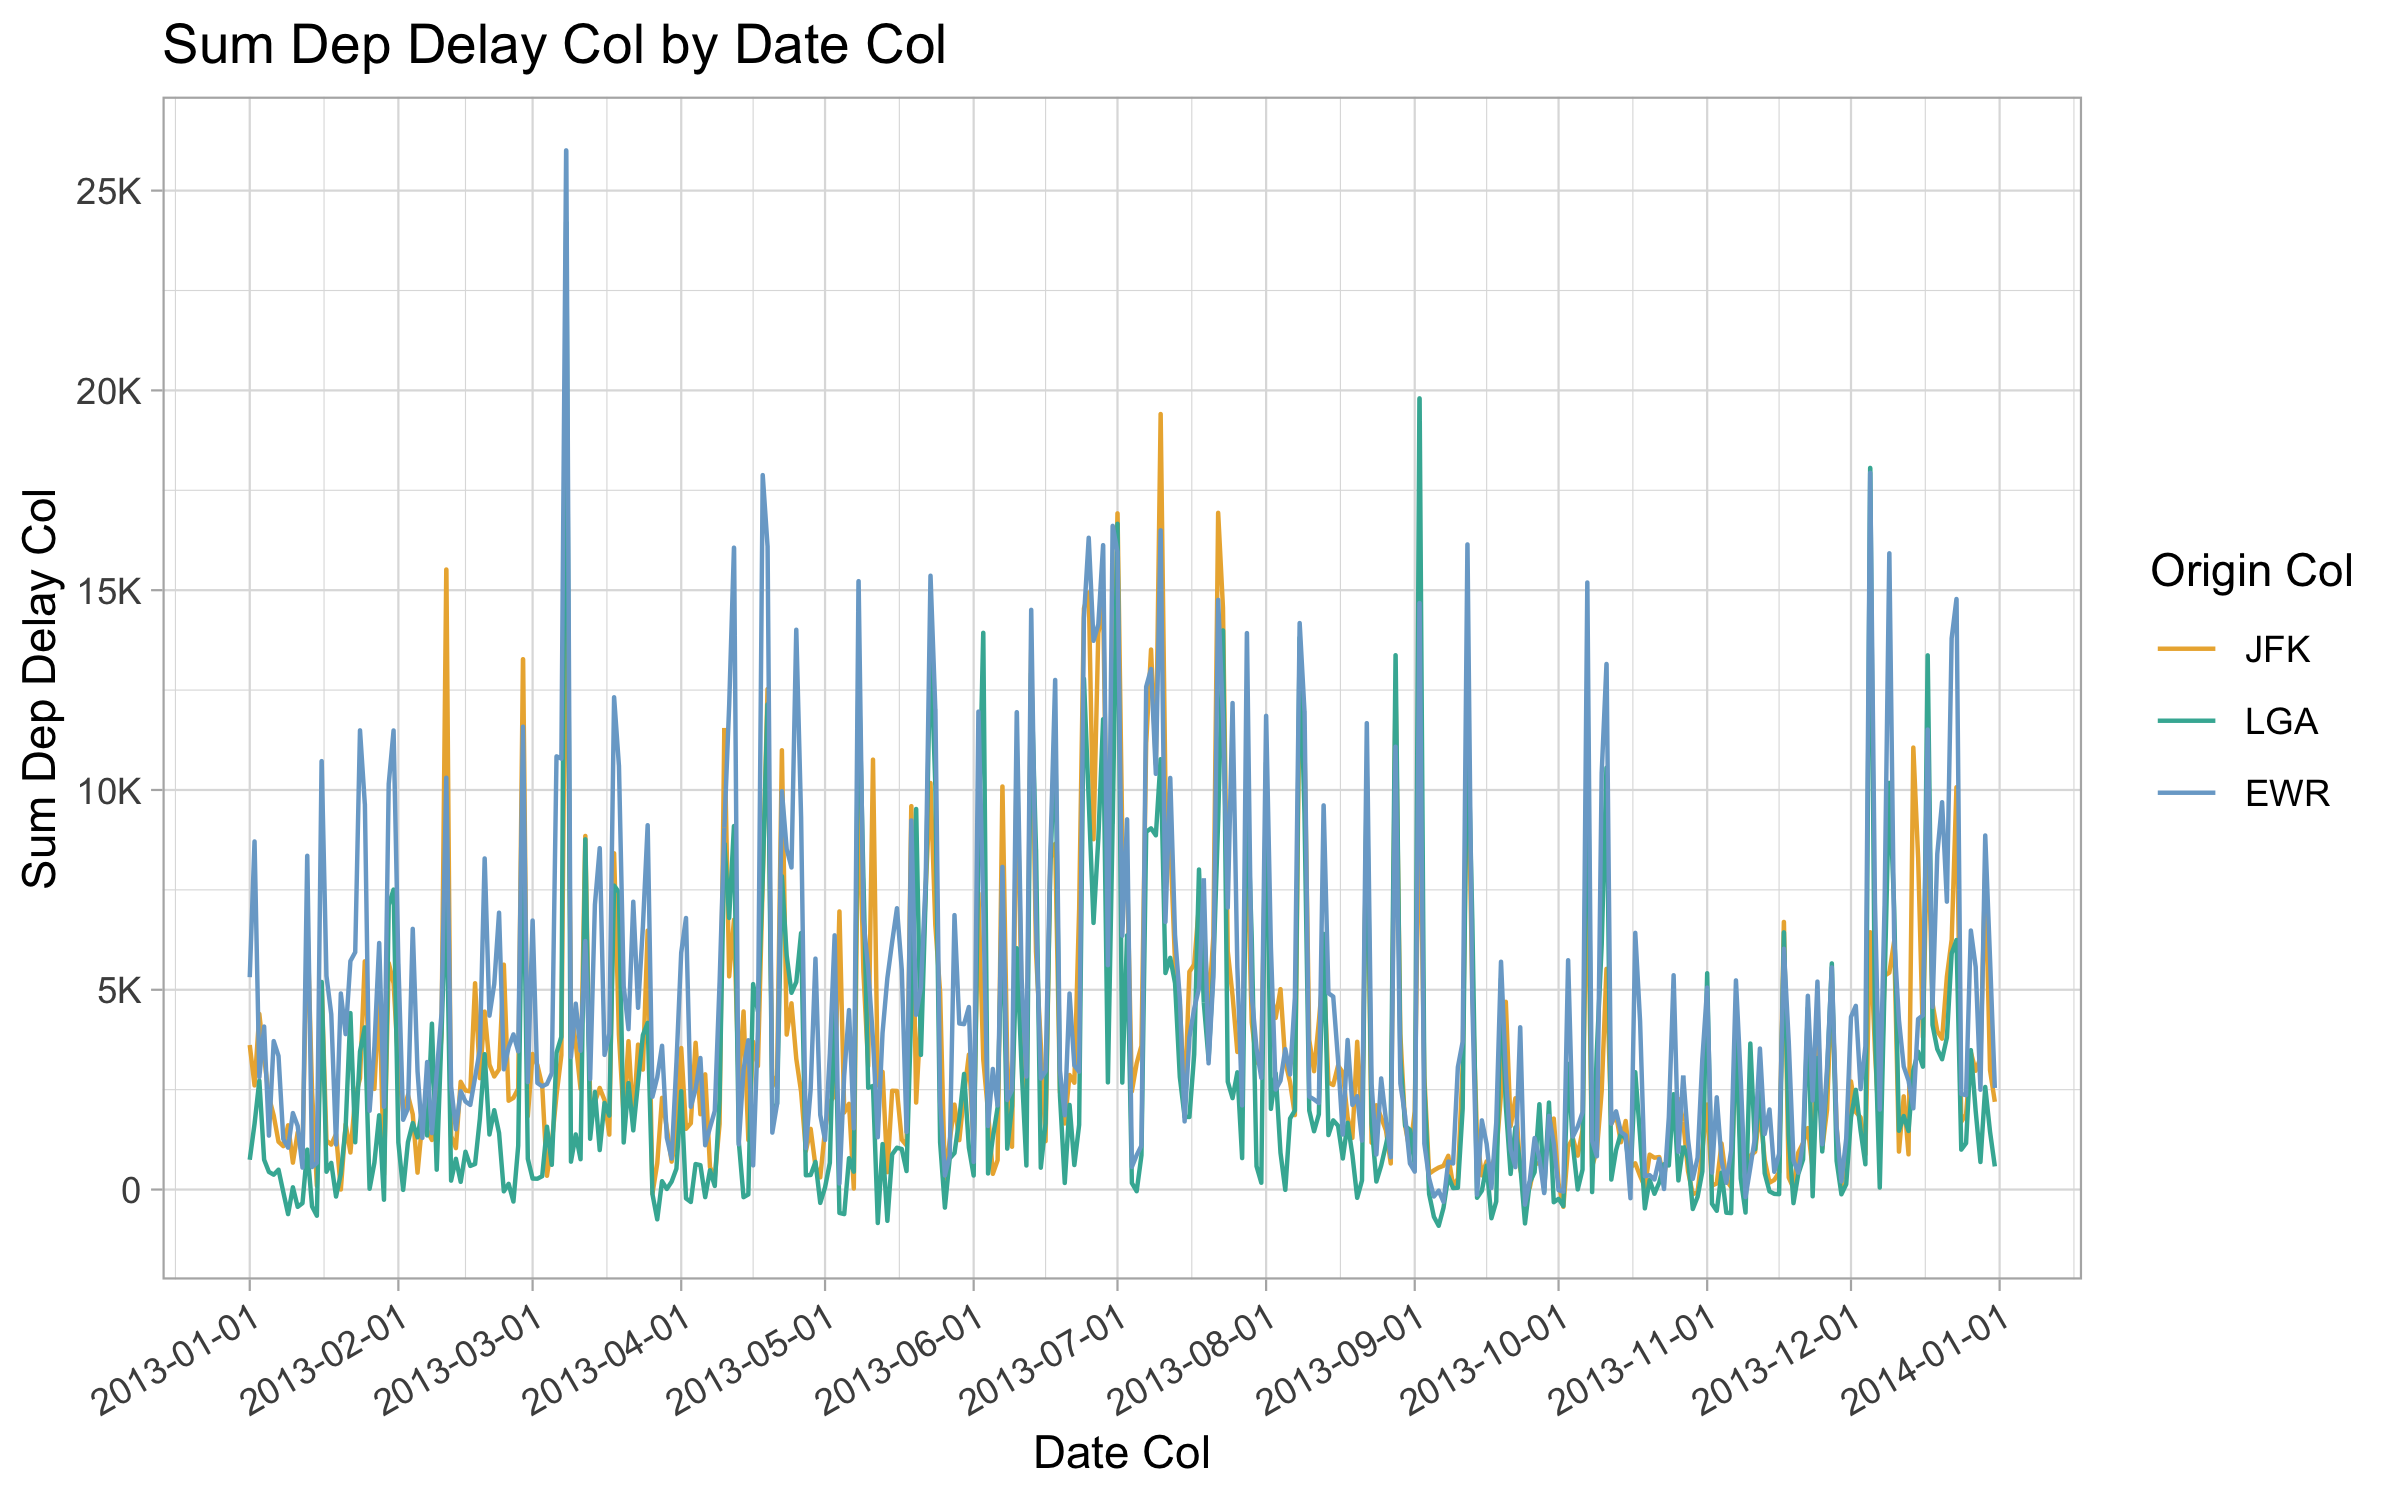 Sum Dep Delay Col by Date Col
Sum Dep Delay Col
25K
20K
15K
10K
5K
0
2013-01-01
2013-02-01
2013-03-01
2013-04-01
2013-05-01
2013-06-01
2013-07-01
2013-08-01
2013-09-01
2013-10-01
2013-11-01
2013-12-01
2014-01-01
Date Col
Origin Col
JFK
LGA
EWR